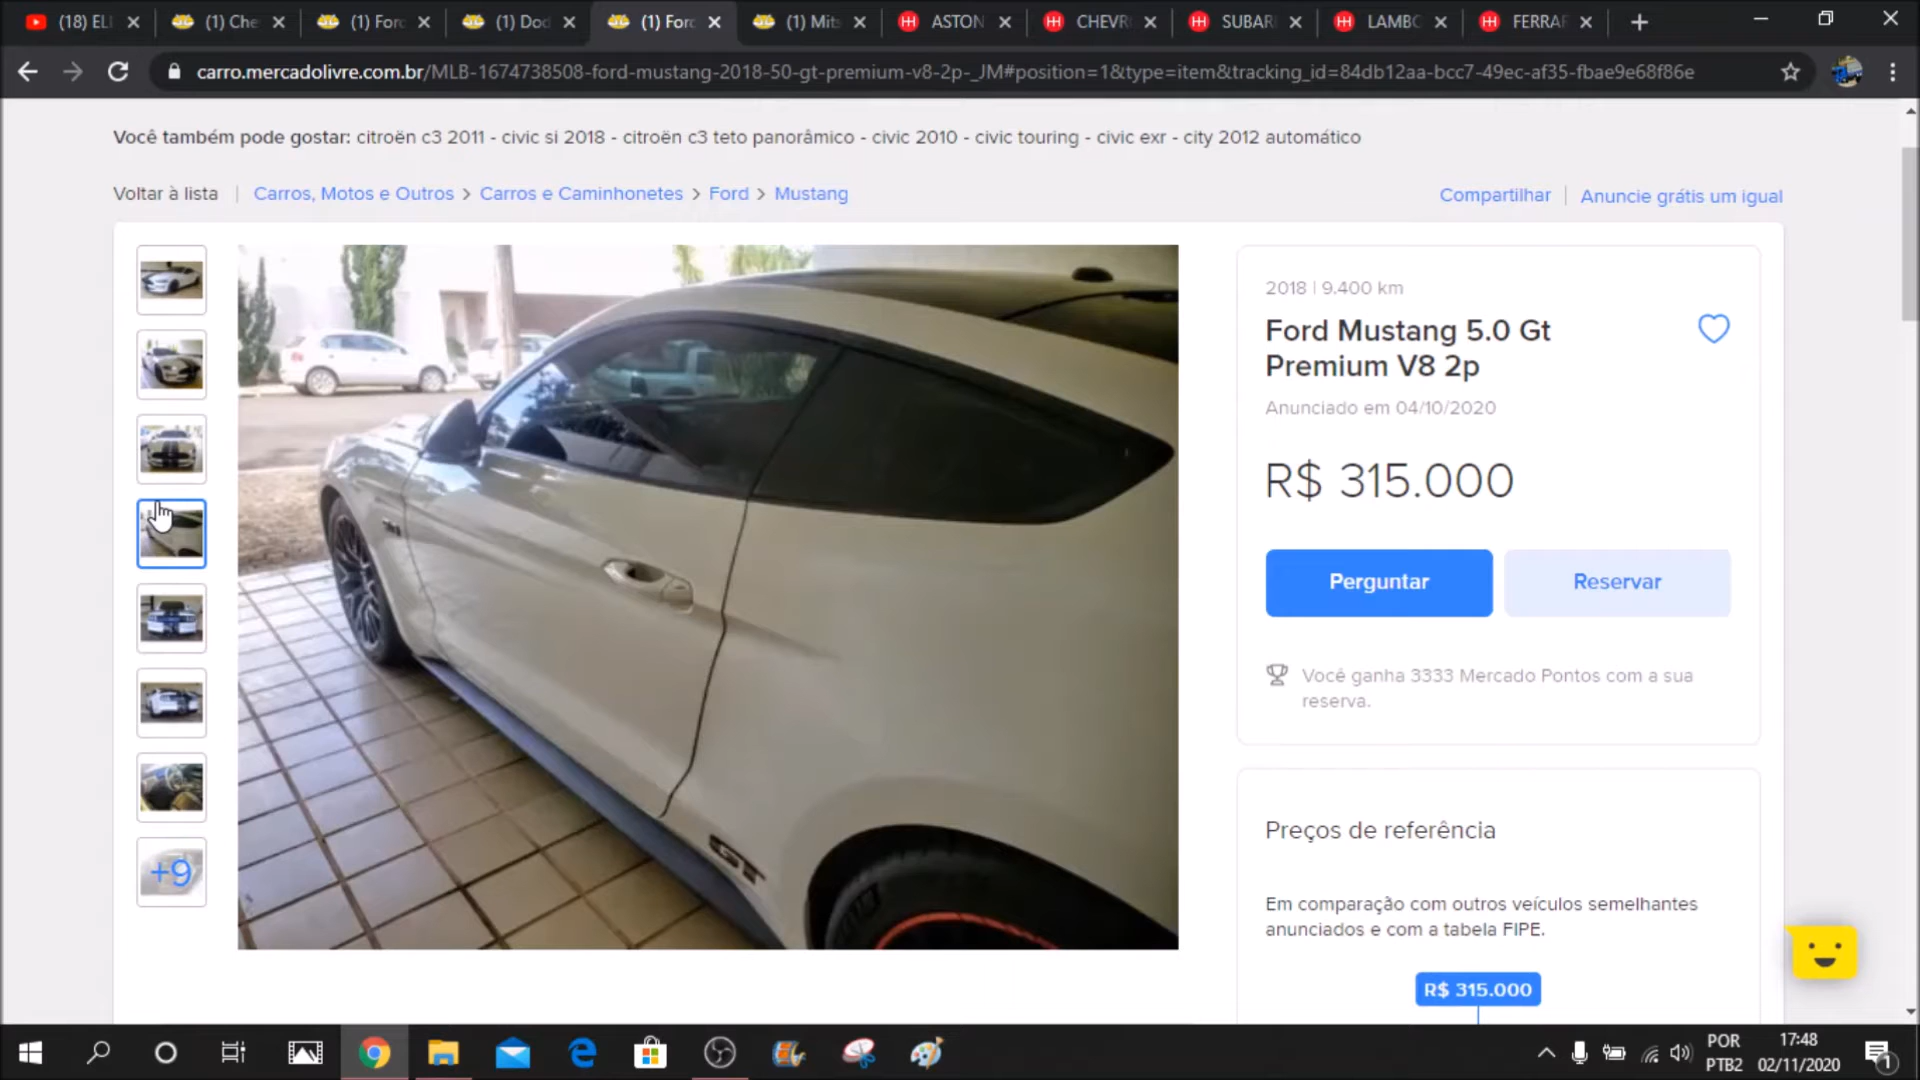 (18) EL
(1) Che
(1) Ford
(1) Dod
(1) Ford
(1) Mits
ASTON
CHEVR
SUBAR
LAMBO
FERRAR
carro.mercadolivre.com.br/MLB-1674738508-ford-mustang-2018-50-gt-premium-v8-2p-_JM#position=1&type=item&tracking_id=84db12aa-bcc7-49ec-af35-fbae9e68f86e
Você também pode gostar: citroën c3 2011 - civic si 2018 - citroën c3 teto panorâmico - civic 2010 - civic touring - civic exr - city 2012 automático
Voltar à lista | Carros, Motos e Outros > Carros e Caminhonetes > Ford > Mustang
Compartilhar | Anuncie grátis um igual
2018 | 9.400 km
Ford Mustang 5.0 Gt
Premium V8 2p
Anunciado em 04/10/2020
R$ 315.000
Perguntar
Reservar
Você ganha 3333 Mercado Pontos com a sua
reserva.
Preços de referência
Em comparação com outros veículos semelhantes
anunciados e com a tabela FIPE.
R$ 315.000
+9
GT
POR
PTB2
17:48
02/11/2020
1